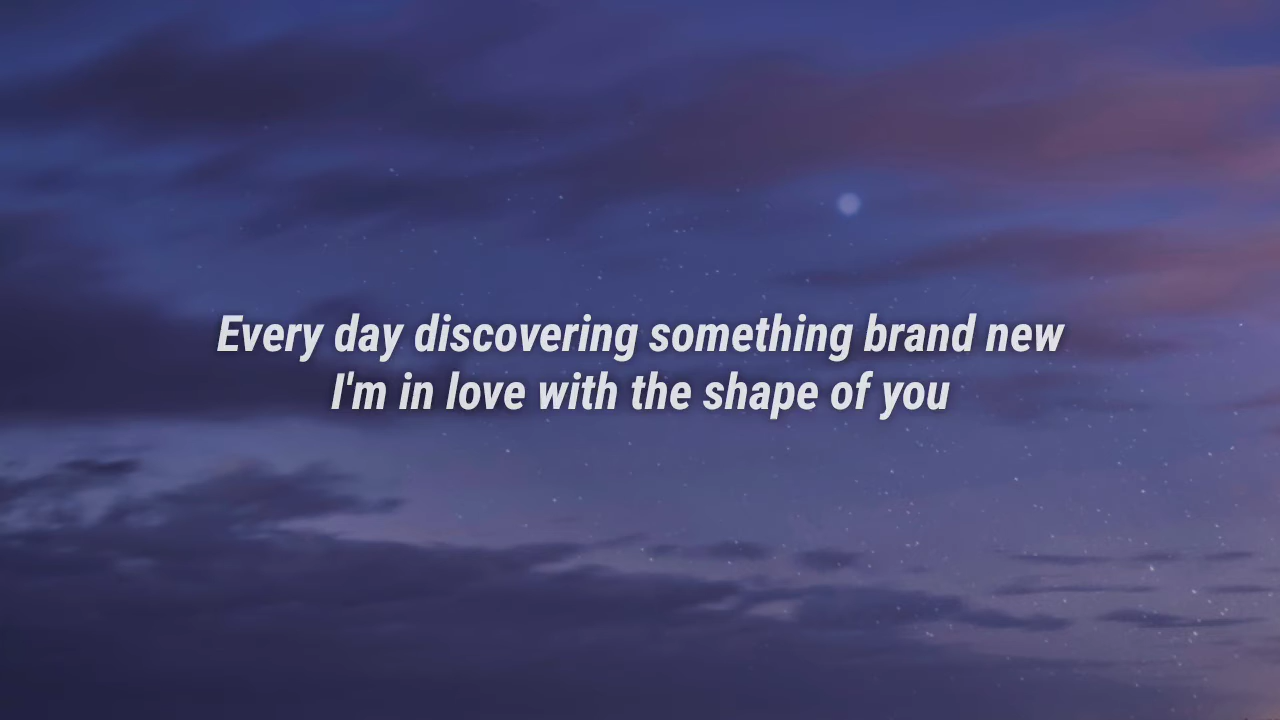 Every day discovering something brand new
I'm in love with the shape of you